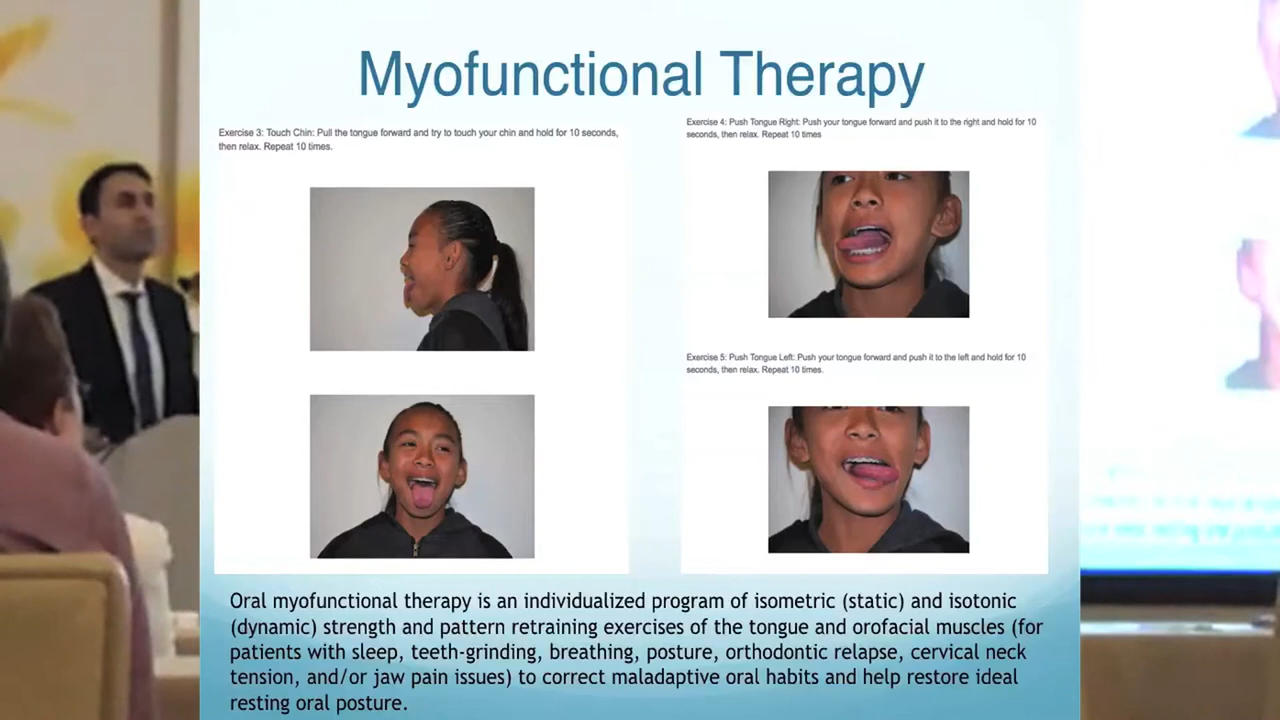 Myofunctional Therapy
Exercise 3: Touch Chin: Pull the tongue forward and try to touch your chin and hold for 10 seconds,
then relax. Repeat 10 times.
Exercise 4: Push Tongue Right: Push your tongue forward and push it to the right and hold for 10
seconds, then relax. Repeat 10 times
Exercise 5: Push Tongue Left: Push your tongue forward and push it to the left and hold for 10
seconds, then relax. Repeat 10 times.
Oral myofunctional therapy is an individualized program of isometric (static) and isotonic
(dynamic) strength and pattern retraining exercises of the tongue and orofacial muscles (for
patients with sleep, teeth-grinding, breathing, posture, orthodontic relapse, cervical neck
tension, and/or jaw pain issues) to correct maladaptive oral habits and help restore ideal
resting oral posture.